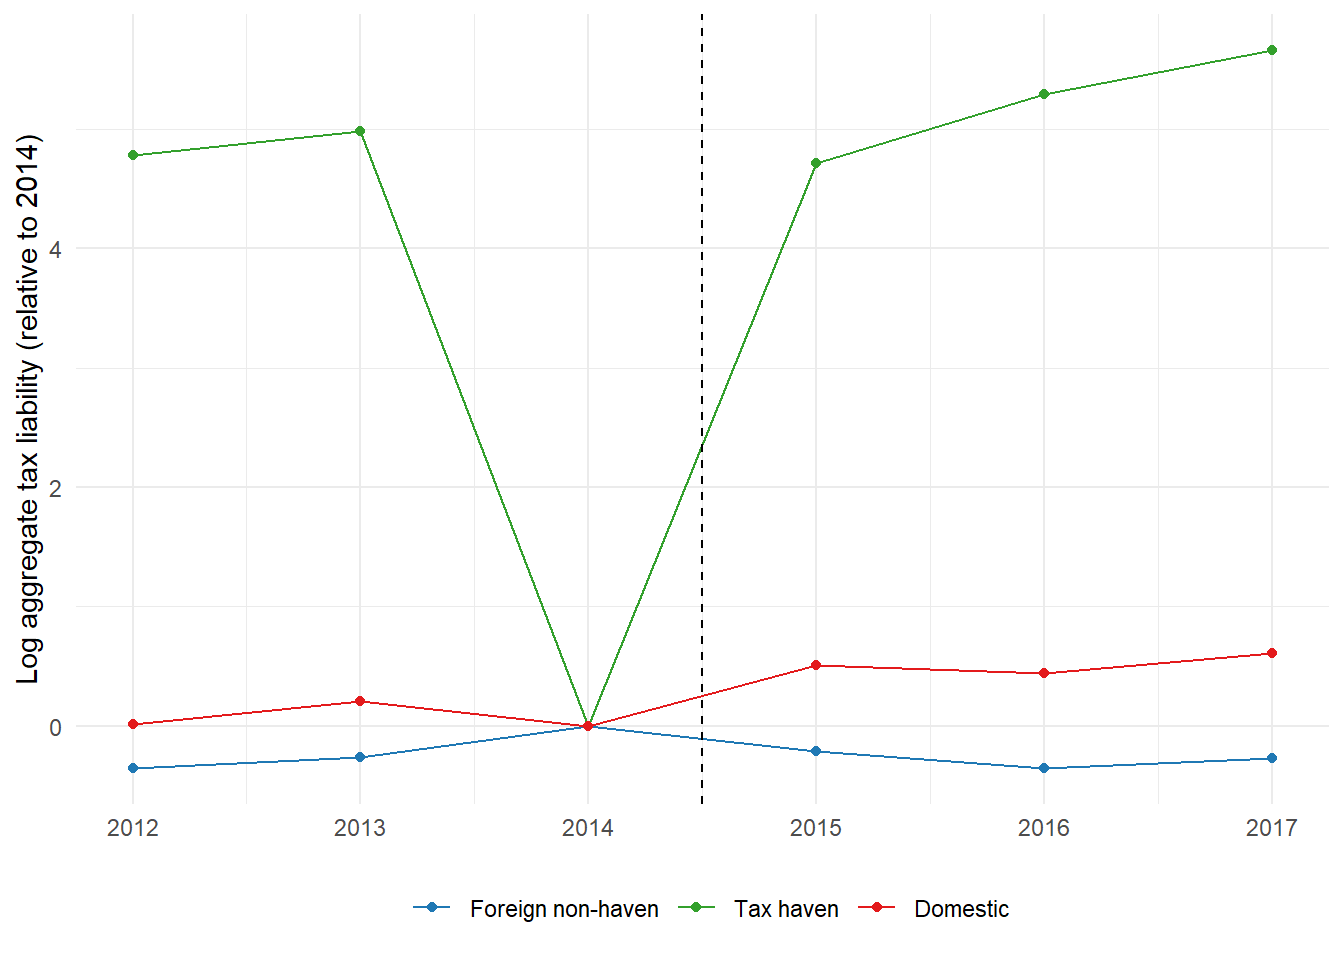 Log aggregate tax liability (relative to 2014)
4
2
0
2012 2013 2014 2015 2016 2017
Foreign non-haven Tax haven Domestic